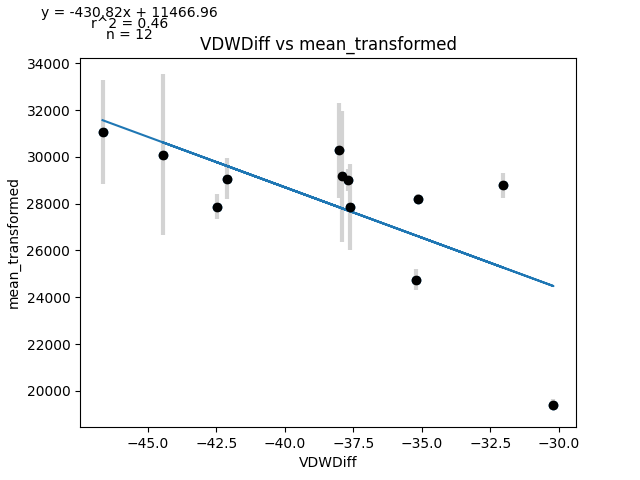 y = -430.82x + 11466.96
r^2 = 0.46
n = 12
VDWDiff vs mean_transformed
34000
32000
30000
28000
26000
24000
22000
20000
mean_transformed
−45.0 −42.5 −40.0 −37.5 −35.0 −32.5 −30.0
VDWDiff